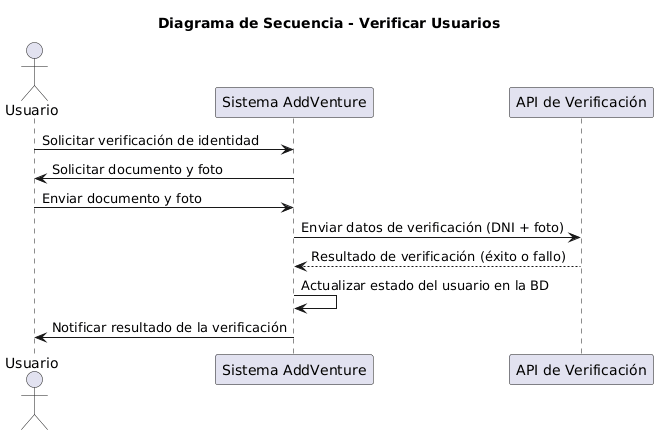 Diagrama de Secuencia - Verificar Usuarios
Usuario
Sistema AddVenture
API de Verificación
Solicitar verificación de identidad
Solicitar documento y foto
Enviar documento y foto
Enviar datos de verificación (DNI + foto)
Resultado de verificación (éxito o fallo)
Actualizar estado del usuario en la BD
Notificar resultado de la verificación
Usuario
Sistema AddVenture
API de Verificación